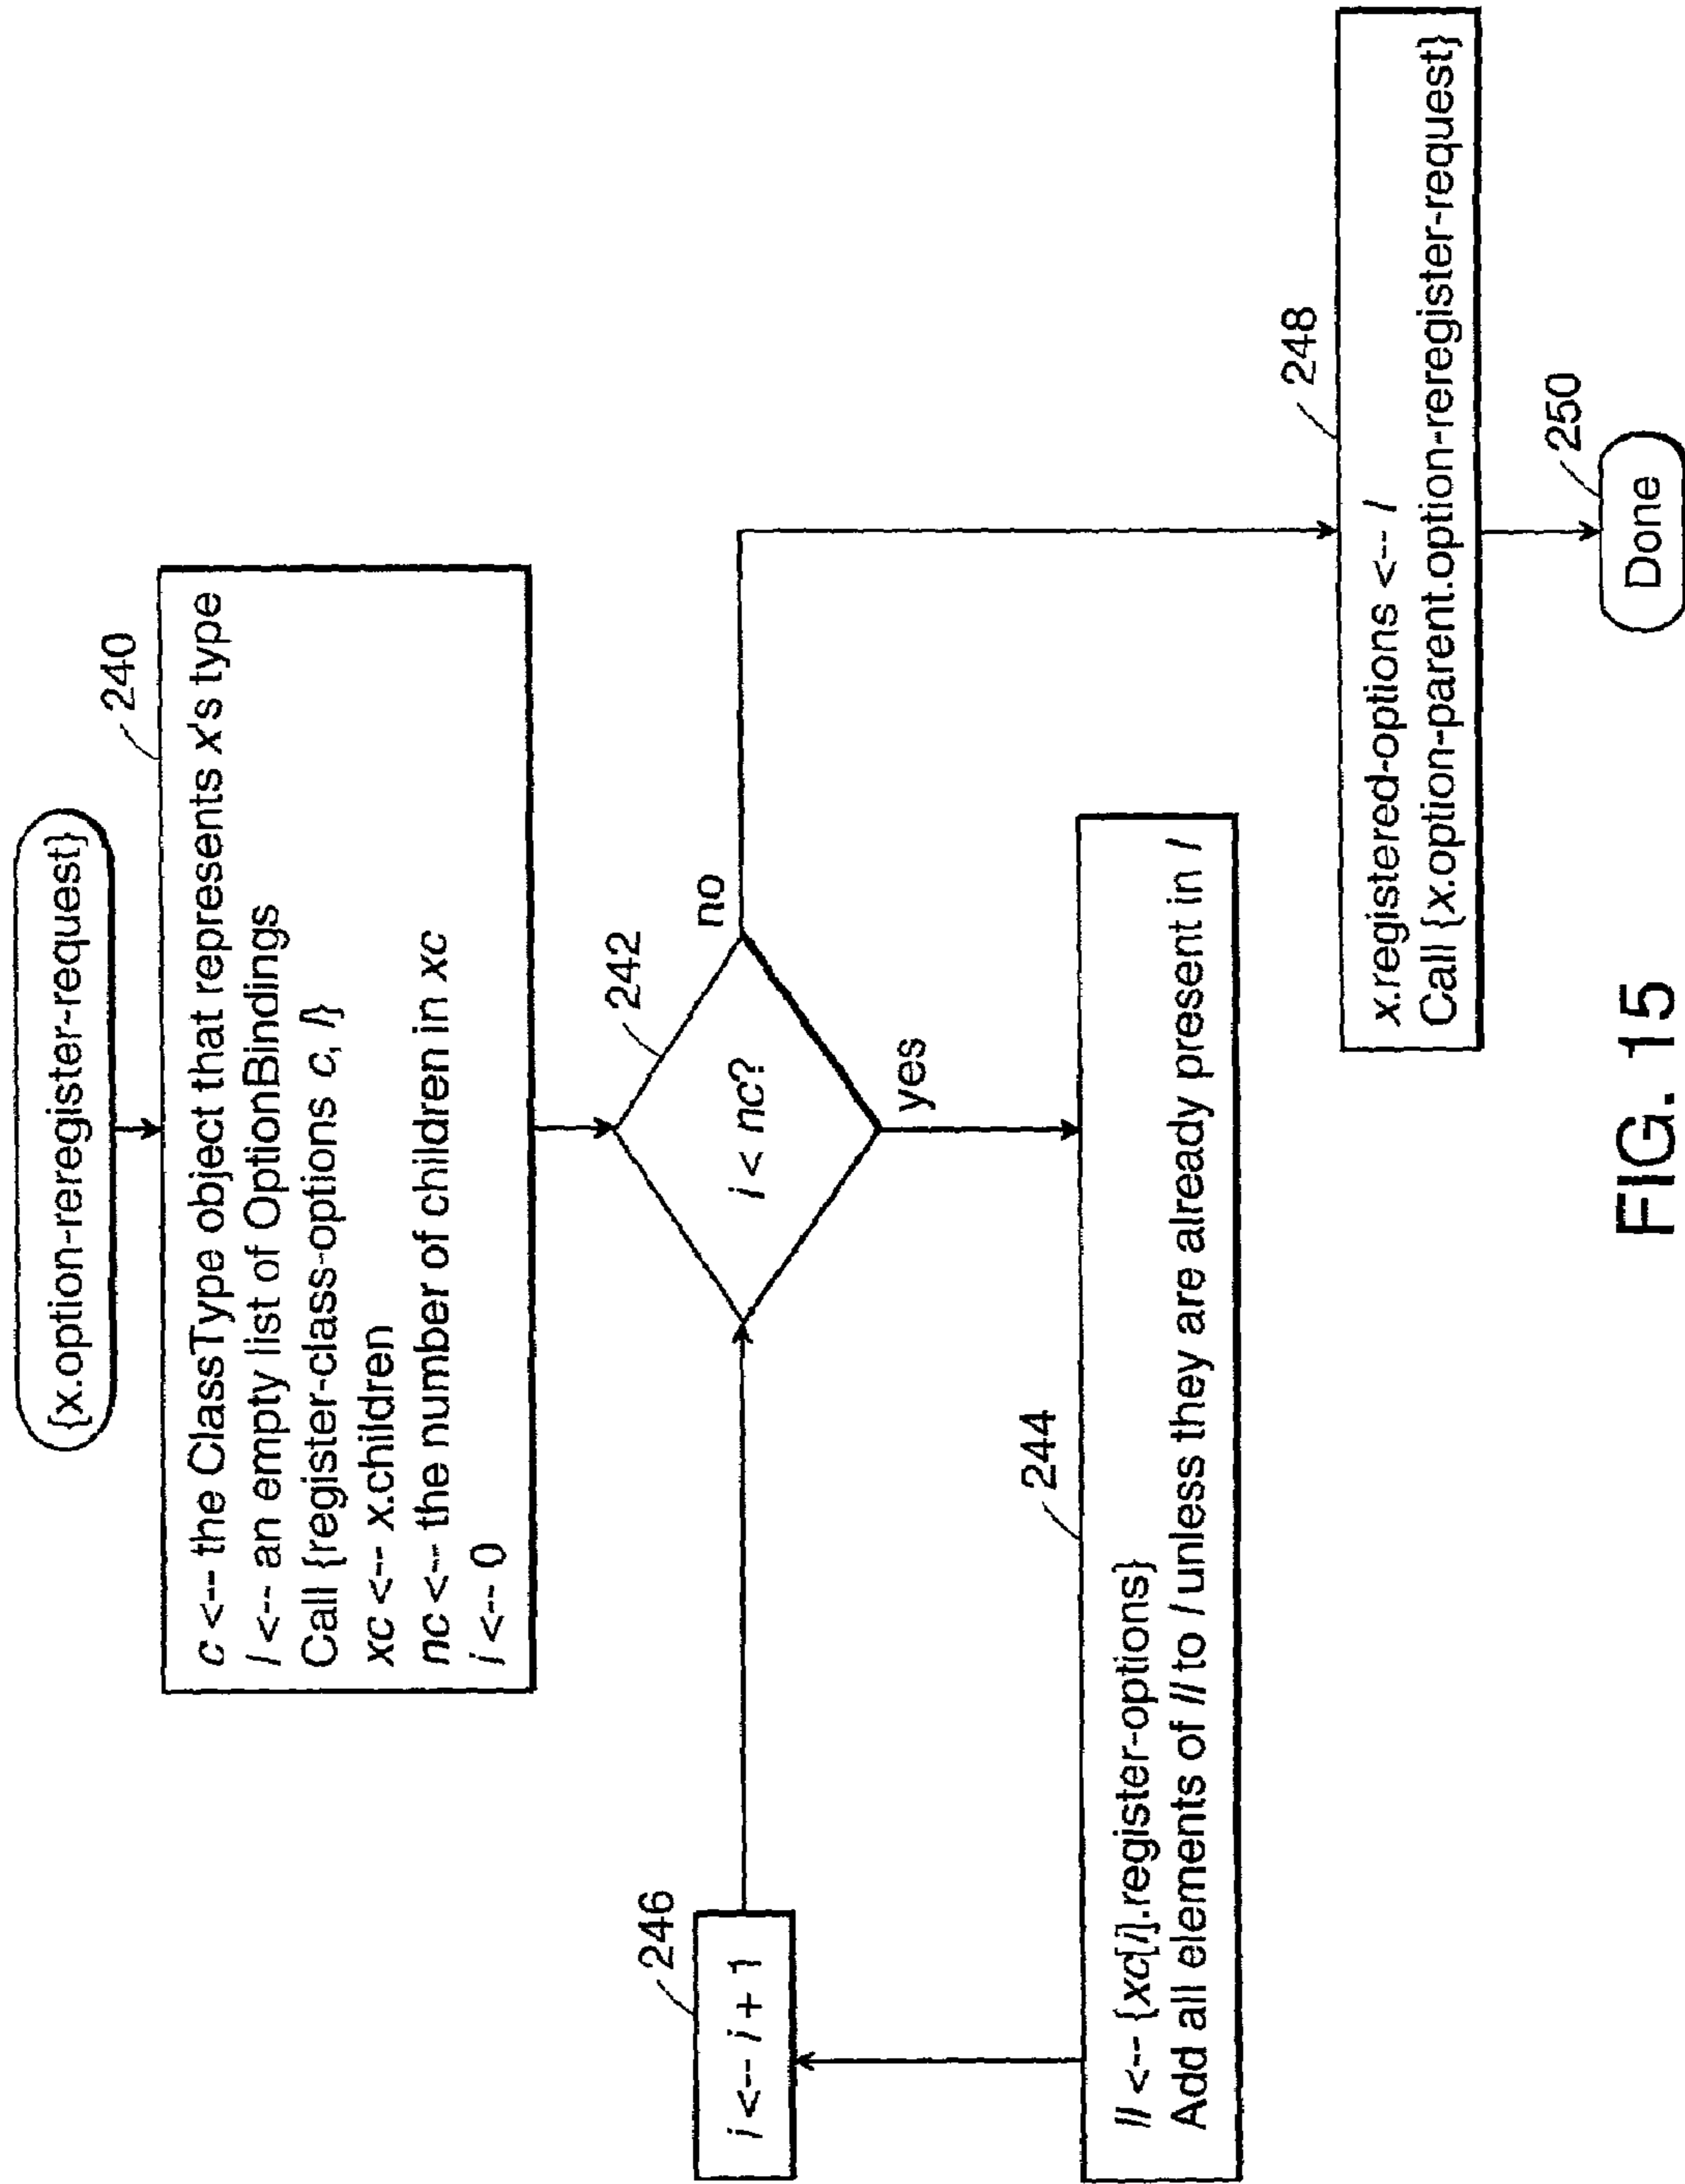 {x.option-reregister-request}
240
c <-- the ClassType object that represents x's type
l <-- an empty list of OptionBindings
Call {register-class-options c, l}
xc <-- x.children
nc <-- the number of children in xc
i <-- 0
242
i < nc?
no
yes
246
i <-- i + 1
244
ll <-- {xc[i].register-options}
Add all elements of ll to l unless they are already present in l
248
x.registered-options <-- l
Call {x.option-parent.option-reregister-request}
250
Done
FIG. 15